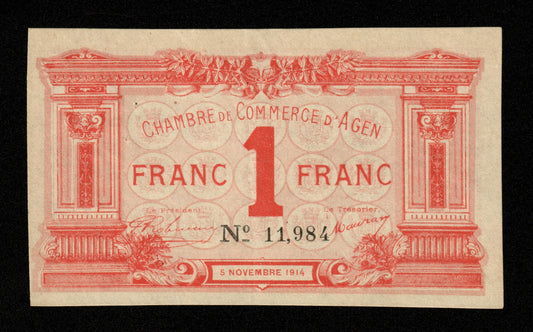 CHAMBRE DE COMMERCE D'AGEN
FRANC 1 FRANC
Le Président, Le Trésorier,
Nº 11,984
5 NOVEMBRE 1914